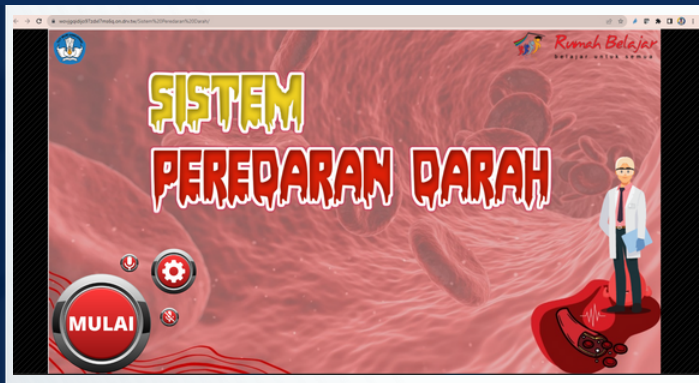 Rumah Belajar
belajar untuk semua
SISTEM
PEREDARAN DARAH
MULAI